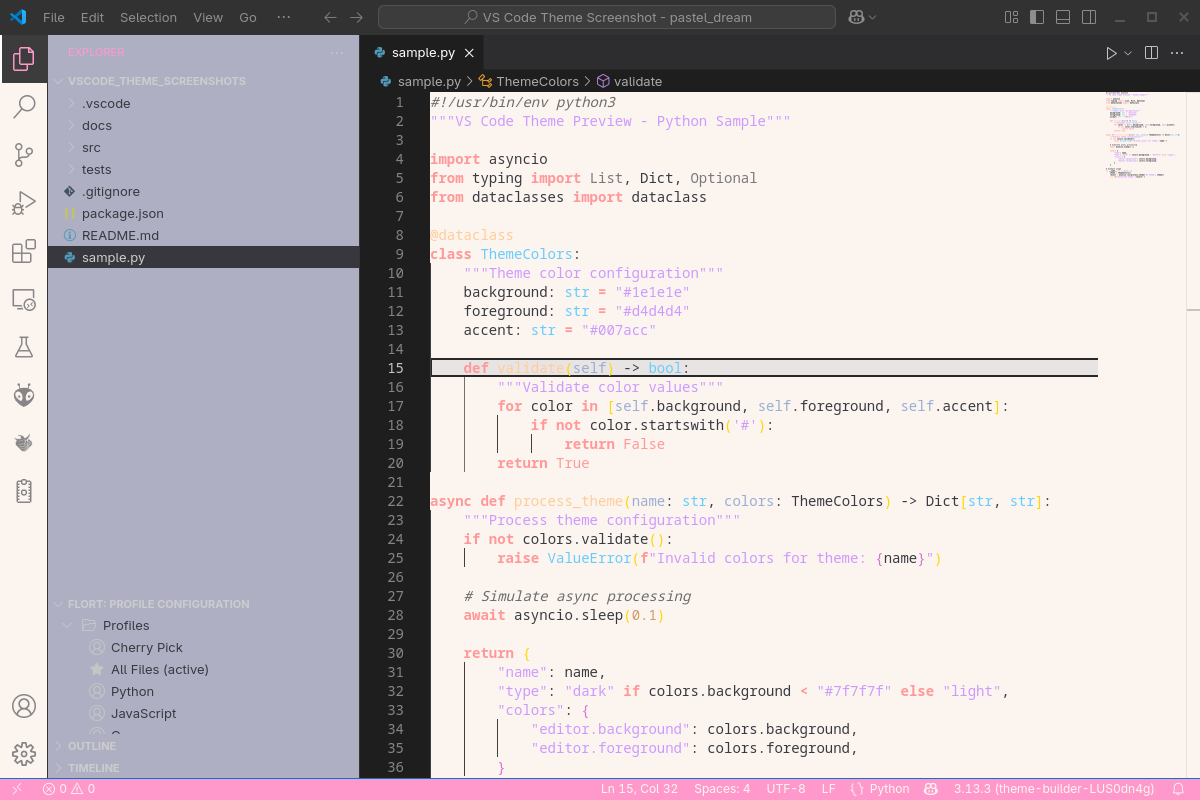 File Edit Selection View Go ···
VS Code Theme Screenshot - pastel_dream
EXPLORER
VSCODE_THEME_SCREENSHOTS
.vscode
docs
src
tests
.gitignore
package.json
README.md
sample.py
FLORT: PROFILE CONFIGURATION
Profiles
Cherry Pick
All Files (active)
Python
JavaScript
OUTLINE
TIMELINE
sample.py
sample.py > ThemeColors > validate
1 #!/usr/bin/env python3
2 """VS Code Theme Preview - Python Sample"""
3
4 import asyncio
5 from typing import List, Dict, Optional
6 from dataclasses import dataclass
7
8 @dataclass
9 class ThemeColors:
10     """Theme color configuration"""
11     background: str = "#1e1e1e"
12     foreground: str = "#d4d4d4"
13     accent: str = "#007acc"
14
15     def validate(self) -> bool:
16         """Validate color values"""
17         for color in [self.background, self.foreground, self.accent]:
18             if not color.startswith('#'):
19                 return False
20         return True
21
22 async def process_theme(name: str, colors: ThemeColors) -> Dict[str, str]:
23     """Process theme configuration"""
24     if not colors.validate():
25         raise ValueError(f"Invalid colors for theme: {name}")
26
27     # Simulate async processing
28     await asyncio.sleep(0.1)
29
30     return {
31         "name": name,
32         "type": "dark" if colors.background < "#7f7f7f" else "light",
33         "colors": {
34             "editor.background": colors.background,
35             "editor.foreground": colors.foreground,
36         }
0 0 Ln 15, Col 32 Spaces: 4 UTF-8 LF {} Python 3.13.3 (theme-builder-LUS0dn4g)